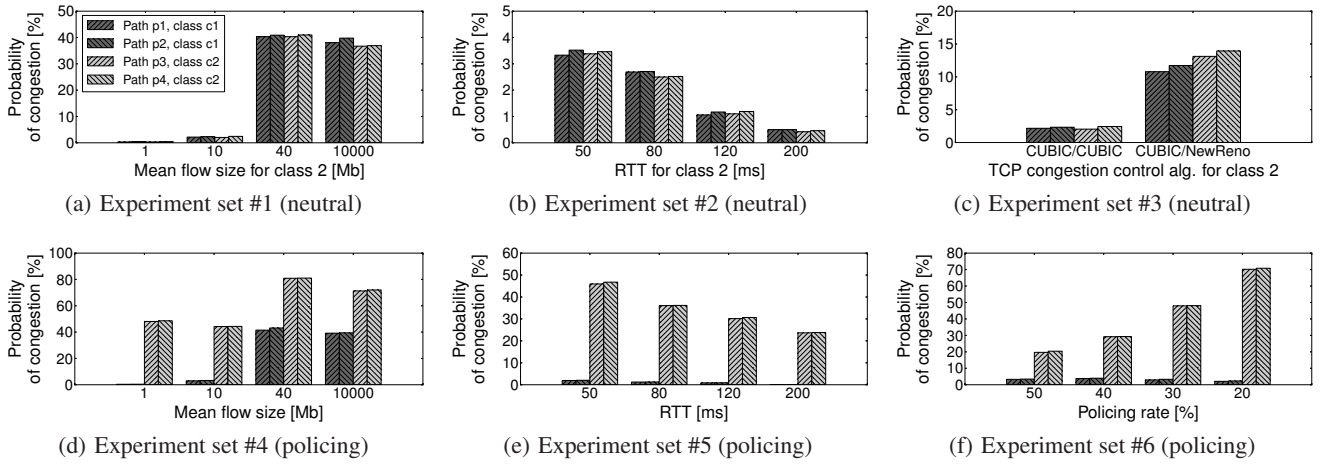 Probability
of congestion [%]
50
40
30
20
10
0
Path p1, class c1
Path p2, class c1
Path p3, class c2
Path p4, class c2
1 10 40 10000
Mean flow size for class 2 [Mb]
(a) Experiment set #1 (neutral)
Probability
of congestion [%]
5
4
3
2
1
0
50 80 120 200
RTT for class 2 [ms]
(b) Experiment set #2 (neutral)
Probability
of congestion [%]
20
15
10
5
0
CUBIC/CUBIC CUBIC/NewReno
TCP congestion control alg. for class 2
(c) Experiment set #3 (neutral)
Probability
of congestion [%]
100
80
60
40
20
0
1 10 40 10000
Mean flow size [Mb]
(d) Experiment set #4 (policing)
Probability
of congestion [%]
60
50
40
30
20
10
0
50 80 120 200
RTT [ms]
(e) Experiment set #5 (policing)
Probability
of congestion [%]
80
70
60
50
40
30
20
10
0
50 40 30 20
Policing rate [%]
(f) Experiment set #6 (policing)